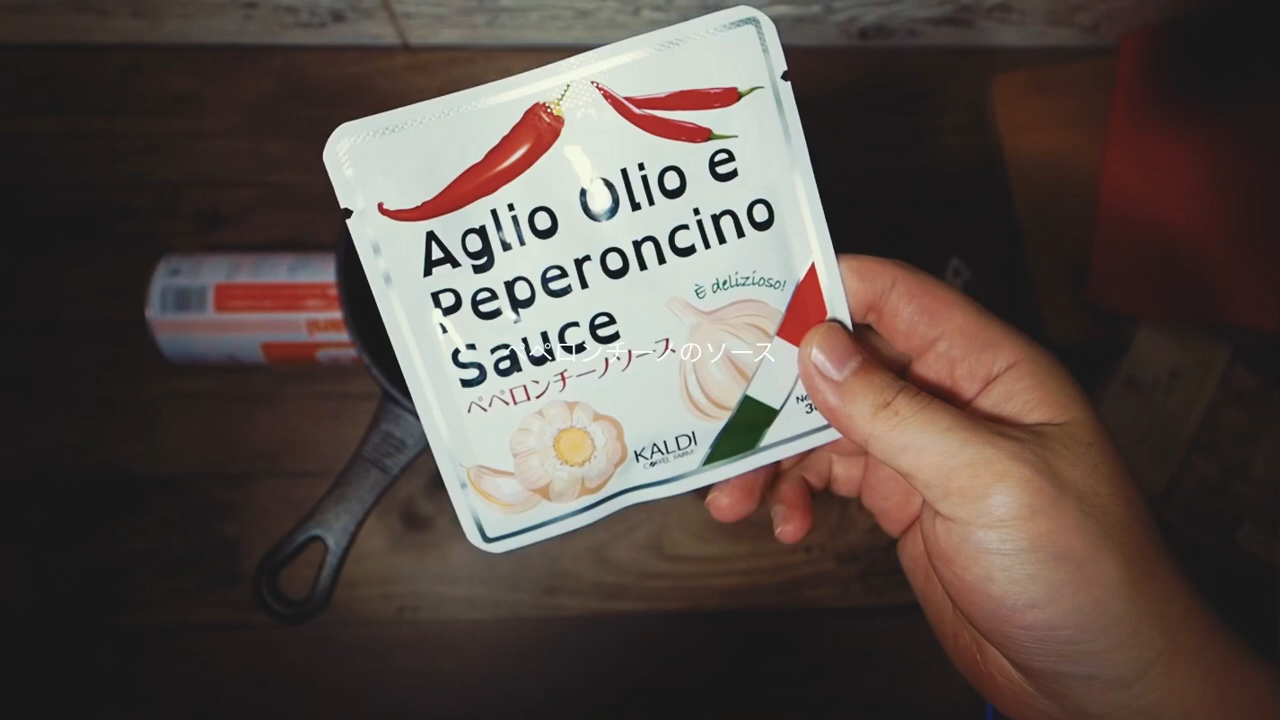 Aglio Olio e
Peperoncino
Sauce
È delizioso!
ペペロンチーノのソース
ペペロンチーノソース
KALDI
COFFEE FARM